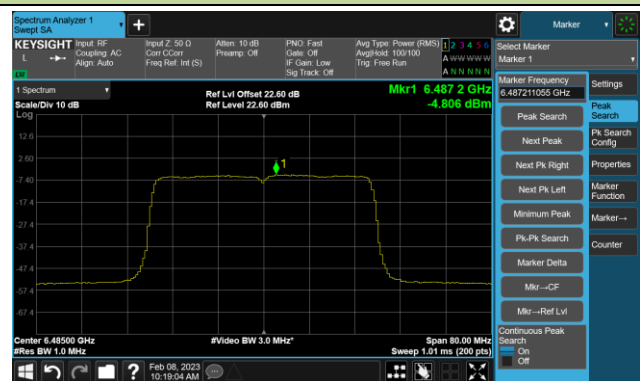 Spectrum Analyzer 1
Swept SA
+
Marker
KEYSIGHT
L
Input: RF
Coupling: AC
Align: Auto
Input Z: 50 Ω
Corr CCorr
Freq Ref: Int (S)
Atten: 10 dB
Preamp: Off
PNO: Fast
Gate: Off
IF Gain: Low
Sig Track: Off
Avg Type: Power (RMS)
Avg|Hold: 100/100
Trig: Free Run
1 2 3 4 5 6
A W W W W W
A N N N N N
Select Marker
Marker 1
1 Spectrum
Scale/Div 10 dB
Log
Ref Lvl Offset 22.60 dB
Ref Level 22.60 dBm
Mkr1 6.487 2 GHz
-4.806 dBm
12.6
2.60
-7.40
-17.4
-27.4
-37.4
-47.4
-57.4
-67.4
1
Center 6.48500 GHz
#Res BW 1.0 MHz
#Video BW 3.0 MHz*
Span 80.00 MHz
Sweep 1.01 ms (200 pts)
Marker Frequency
6.487211055 GHz
Peak Search
Next Peak
Next Pk Right
Next Pk Left
Minimum Peak
Pk-Pk Search
Marker Delta
Mkr→CF
Mkr→Ref Lvl
Continuous Peak
Search
On
Off
Settings
Peak
Search
Pk Search
Config
Properties
Marker
Function
Marker→
Counter
?
Feb 08, 2023
10:19:04 AM